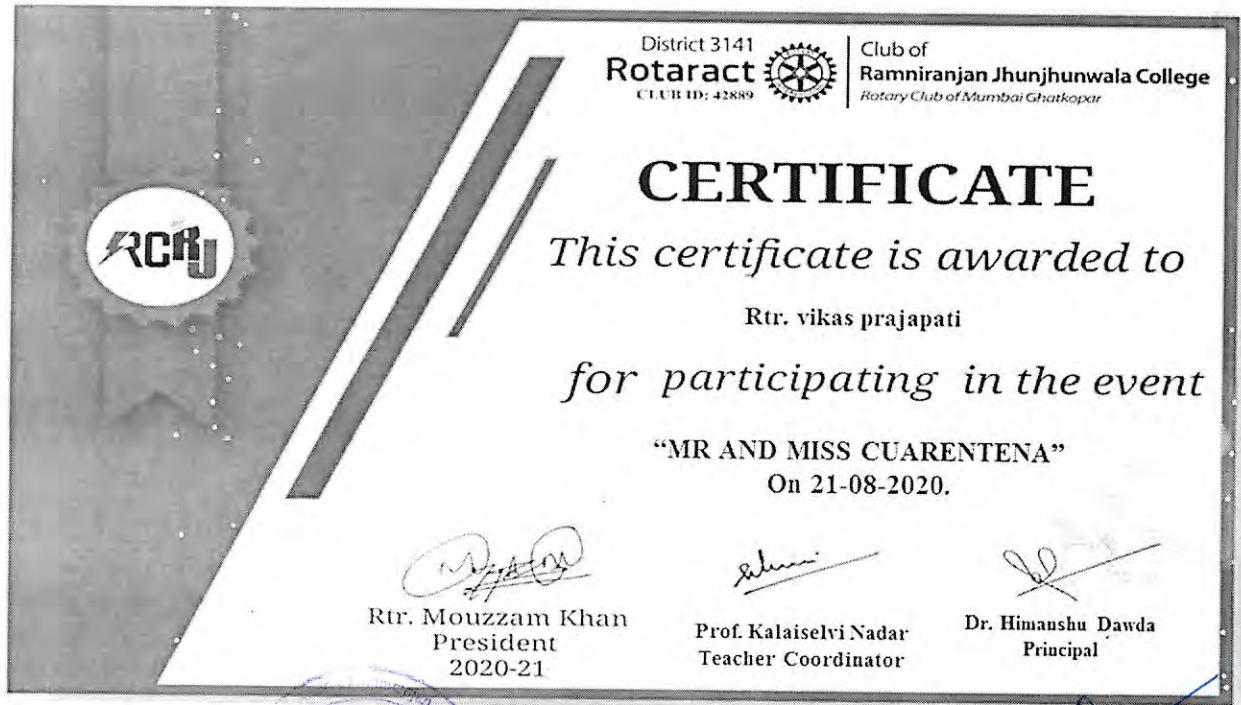 District 3141
Rotaract
CLUB ID: 42889
Club of
Ramniranjan Jhunjhunwala College
Rotary Club of Mumbai Ghatkopar
RCRJ
CERTIFICATE
This certificate is awarded to
Rtr. vikas prajapati
for participating in the event
“MR AND MISS CUARENTENA”
On 21-08-2020.
Rtr. Mouzzam Khan
President
2020-21
Prof. Kalaiselvi Nadar
Teacher Coordinator
Dr. Himanshu Dawda
Principal